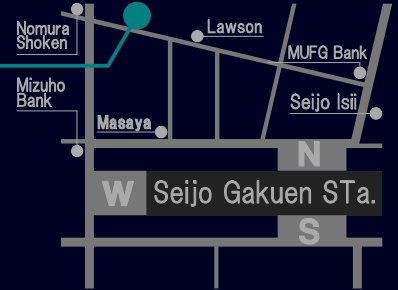 Nomura
Shoken
Lawson
MUFG Bank
Mizuho
Bank
Seijo Isii
Masaya
N
W
Seijo Gakuen STa.
S